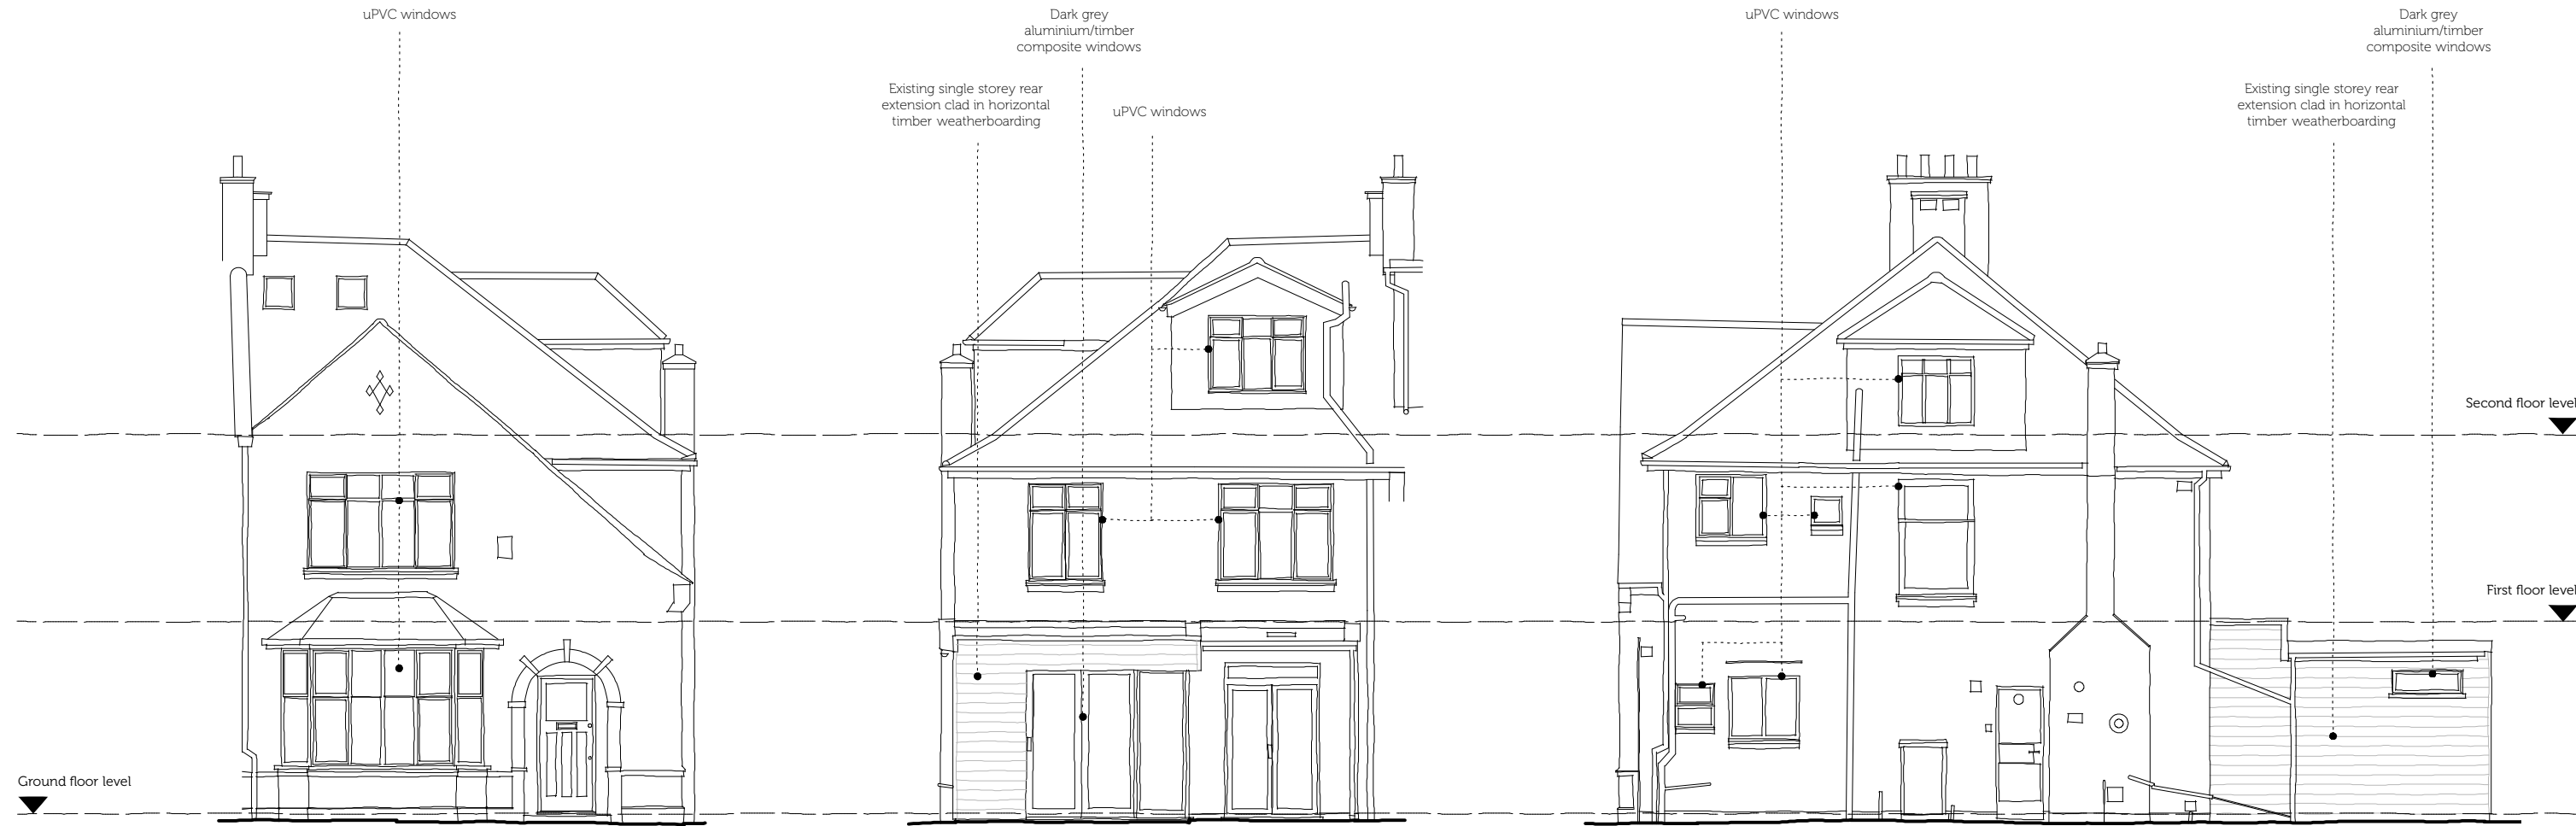 uPVC windows
Dark grey
aluminium/timber
composite windows
Existing single storey rear
extension clad in horizontal
timber weatherboarding
uPVC windows
uPVC windows
Dark grey
aluminium/timber
composite windows
Existing single storey rear
extension clad in horizontal
timber weatherboarding
Second floor level
First floor level
Ground floor level